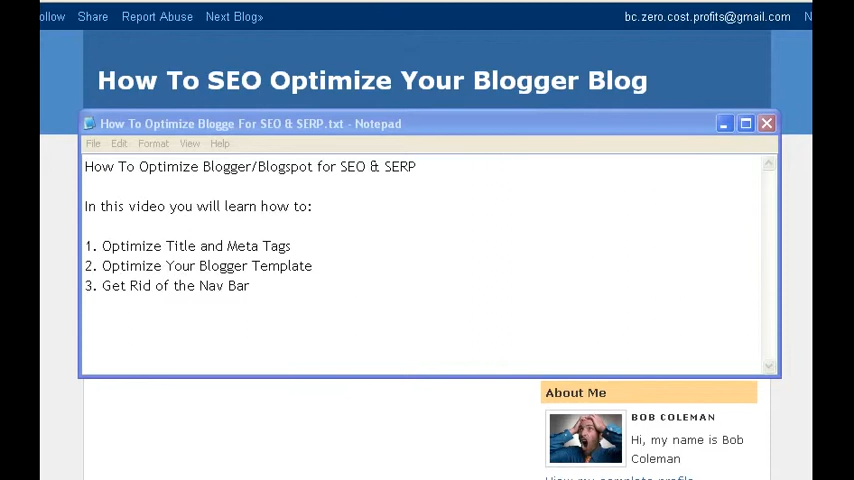 ollow Share Report Abuse Next Blog» bc.zero.cost.profits@gmail.com N
How To SEO Optimize Your Blogger Blog
How To Optimize Blogge For SEO & SERP.txt - Notepad
File Edit Format View Help
How To Optimize Blogger/Blogspot for SEO & SERP
In this video you will learn how to:
1. Optimize Title and Meta Tags
2. Optimize Your Blogger Template
3. Get Rid of the Nav Bar
About Me
BOB COLEMAN
Hi, my name is Bob
Coleman
View my complete profile